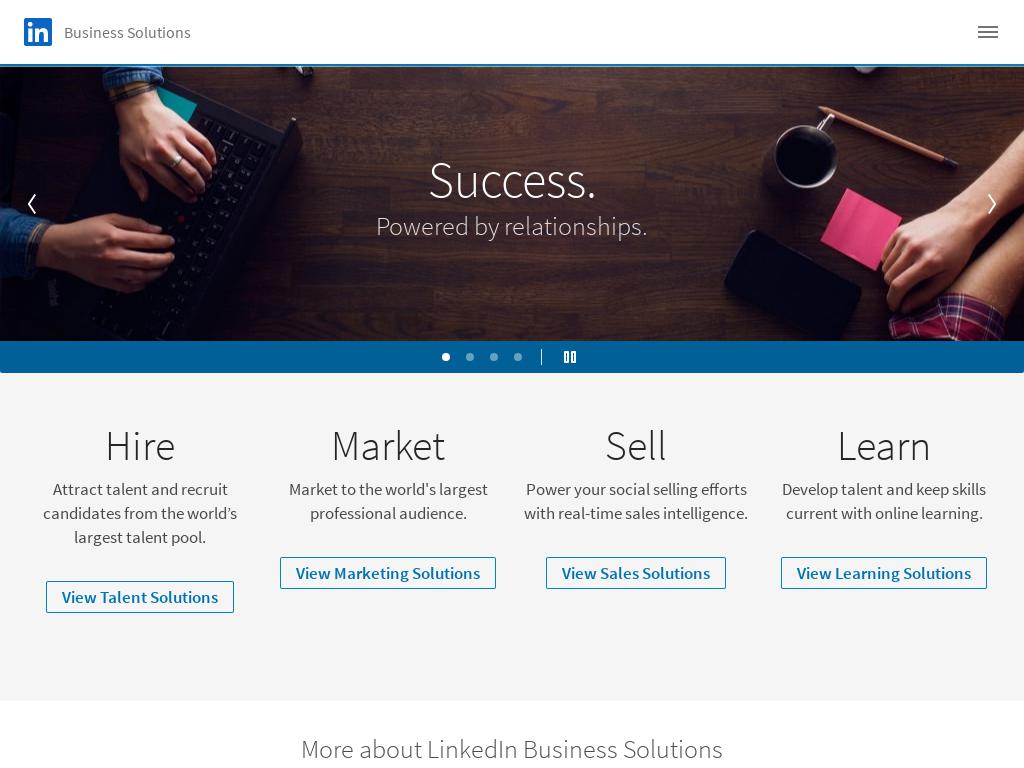 in Business Solutions
Success.
Powered by relationships.
Hire
Attract talent and recruit
candidates from the world’s
largest talent pool.
View Talent Solutions
Market
Market to the world's largest
professional audience.
View Marketing Solutions
Sell
Power your social selling efforts
with real-time sales intelligence.
View Sales Solutions
Learn
Develop talent and keep skills
current with online learning.
View Learning Solutions
More about LinkedIn Business Solutions